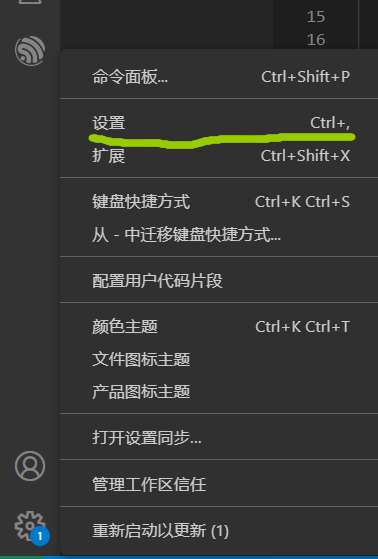 15
16
命令面板... Ctrl+Shift+P
设置 Ctrl+,
扩展 Ctrl+Shift+X
键盘快捷方式 Ctrl+K Ctrl+S
从 - 中迁移键盘快捷方式...
配置用户代码片段
颜色主题 Ctrl+K Ctrl+T
文件图标主题
产品图标主题
打开设置同步...
管理工作区信任
重新启动以更新 (1)
1